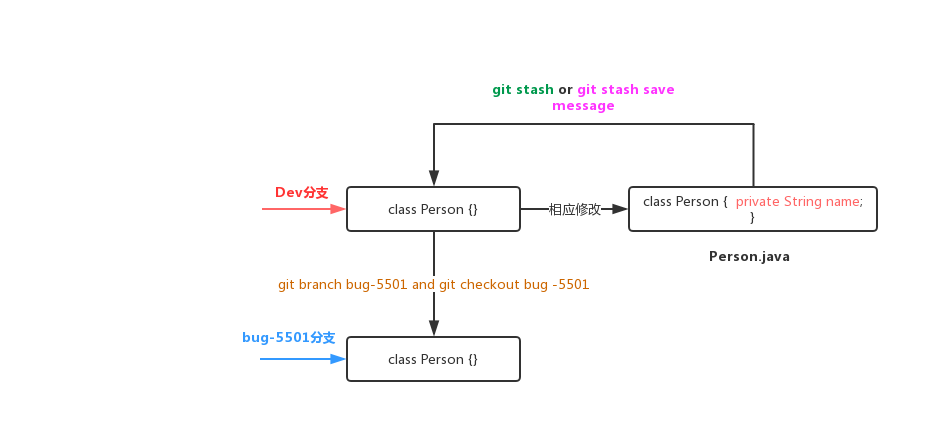 git stash or git stash save
message
Dev分支
class Person {}
相应修改
class Person {  private String name;
}
Person.java
git branch bug-5501 and git checkout bug -5501
bug-5501分支
class Person {}